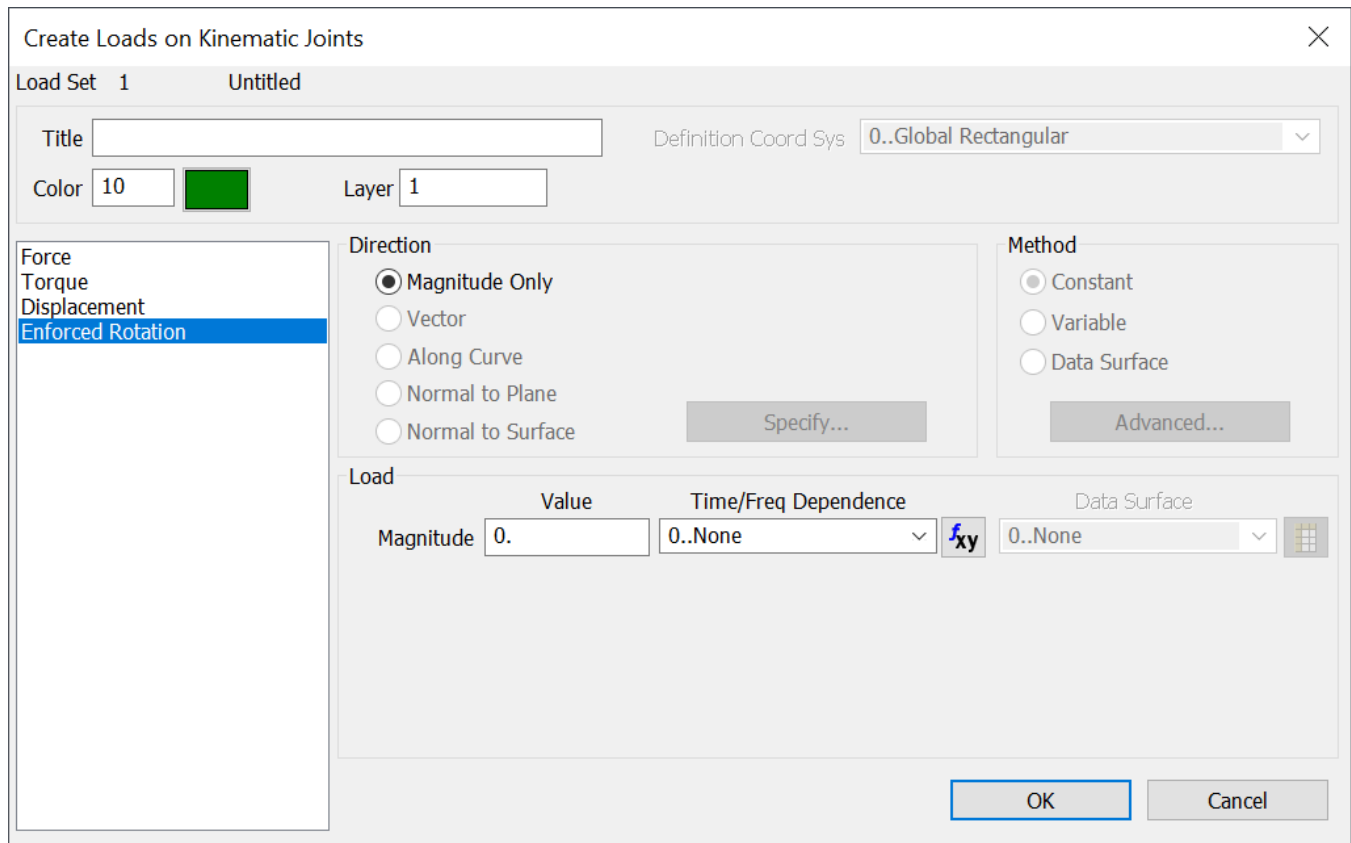 Create Loads on Kinematic Joints
Load Set 1 Untitled
Title Definition Coord Sys 0..Global Rectangular
Color 10 Layer 1
Force
Torque
Displacement
Enforced Rotation
Direction
Magnitude Only
Vector
Along Curve
Normal to Plane
Normal to Surface
Specify...
Method
Constant
Variable
Data Surface
Advanced...
Load
Value Time/Freq Dependence Data Surface
Magnitude 0. 0..None fxy 0..None
OK Cancel